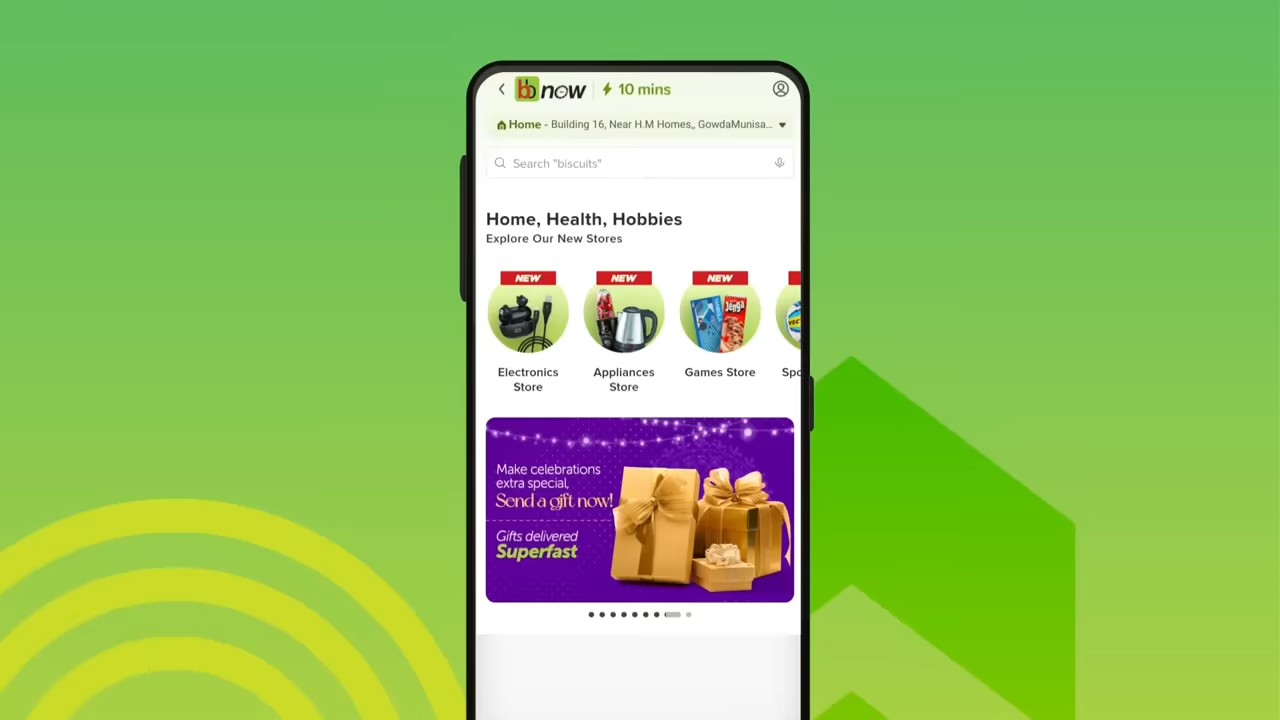 bb now 10 mins
Home - Building 16, Near H.M Homes,, GowdaMunisa...
Search "biscuits"
Home, Health, Hobbies
Explore Our New Stores
NEW NEW NEW
Jenga
Electronics Store
Appliances Store
Games Store
Spo
Make celebrations
extra special,
Send a gift now!
Gifts delivered
Superfast